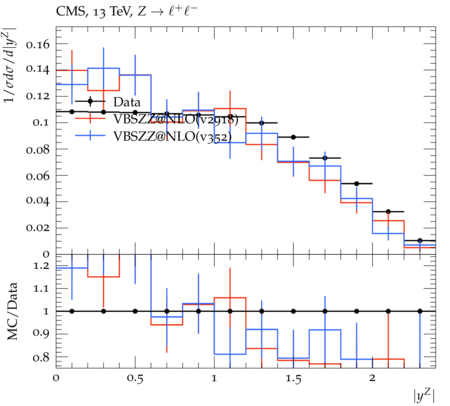 CMS, 13 TeV, Z → ℓ⁺ℓ⁻
1/σdσ/d|y^Z|
0.16
0.14
0.12
0.1
0.08
0.06
0.04
0.02
0
Data
VBSZZ@NLO(v2918)
VBSZZ@NLO(v352)
MC/Data
1.2
1.1
1
0.9
0.8
0 0.5 1 1.5 2
|y^Z|